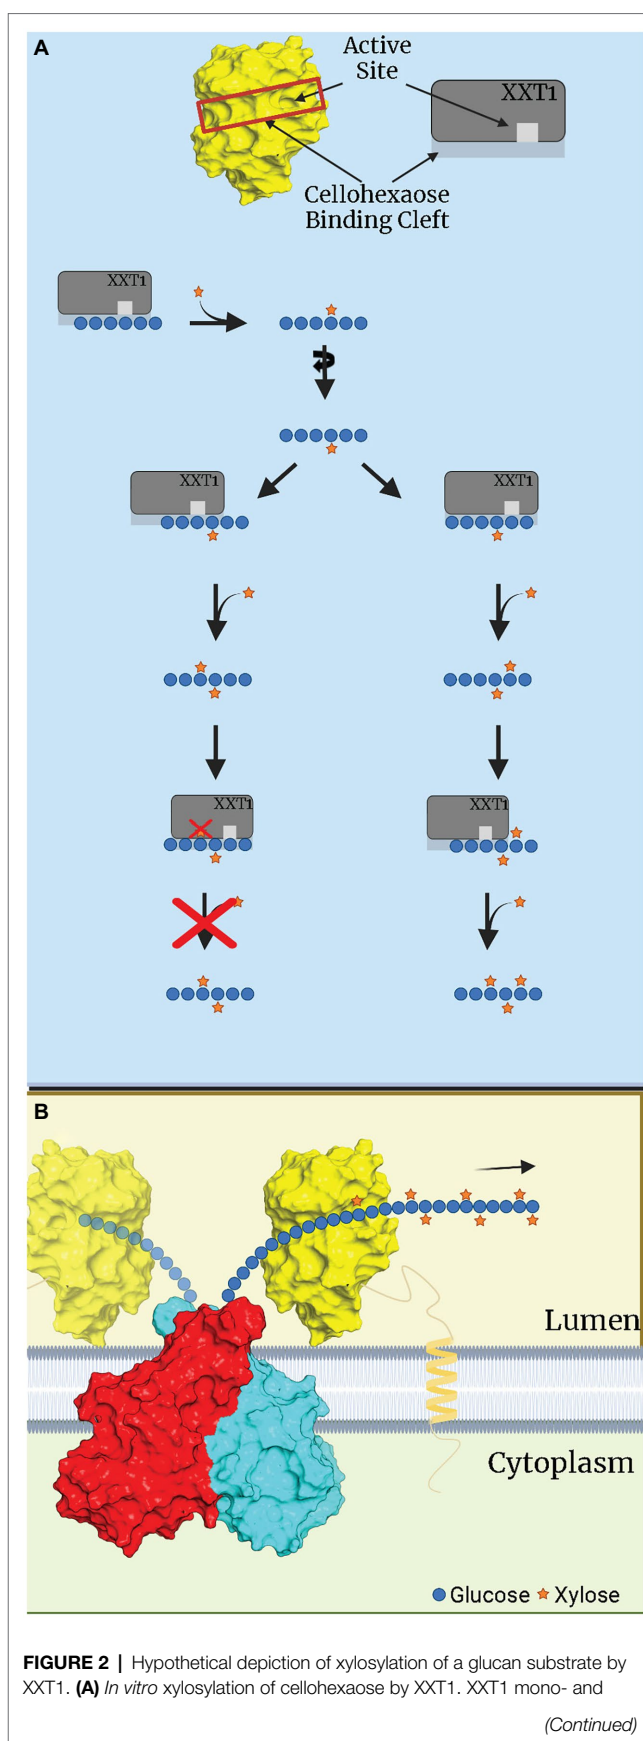 A
Active
Site
XXT1
Cellohexaose
Binding Cleft
XXT1
XXT1
XXT1
XXT1
XXT1
B
Lumen
Cytoplasm
Glucose Xylose
FIGURE 2 | Hypothetical depiction of xylosylation of a glucan substrate by
XXT1. (A) In vitro xylosylation of cellohexaose by XXT1. XXT1 mono- and
(Continued)